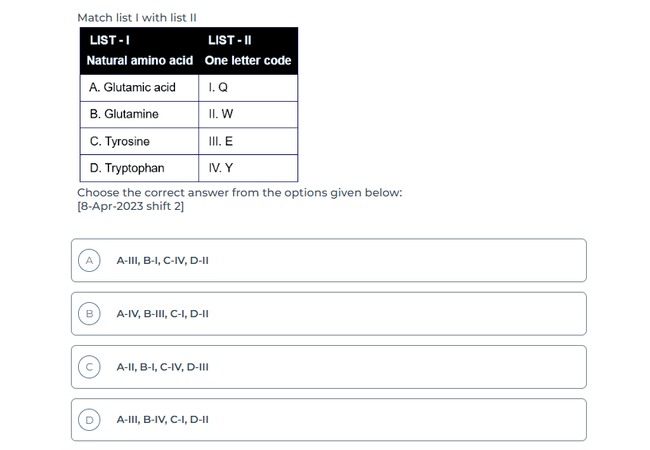 Match list I with list II
LIST - I LIST - II
Natural amino acid One letter code
A. Glutamic acid I. Q
B. Glutamine II. W
C. Tyrosine III. E
D. Tryptophan IV. Y
Choose the correct answer from the options given below:
[8-Apr-2023 shift 2]
A A-III, B-I, C-IV, D-II
B A-IV, B-III, C-I, D-II
C A-II, B-I, C-IV, D-III
D A-III, B-IV, C-I, D-II